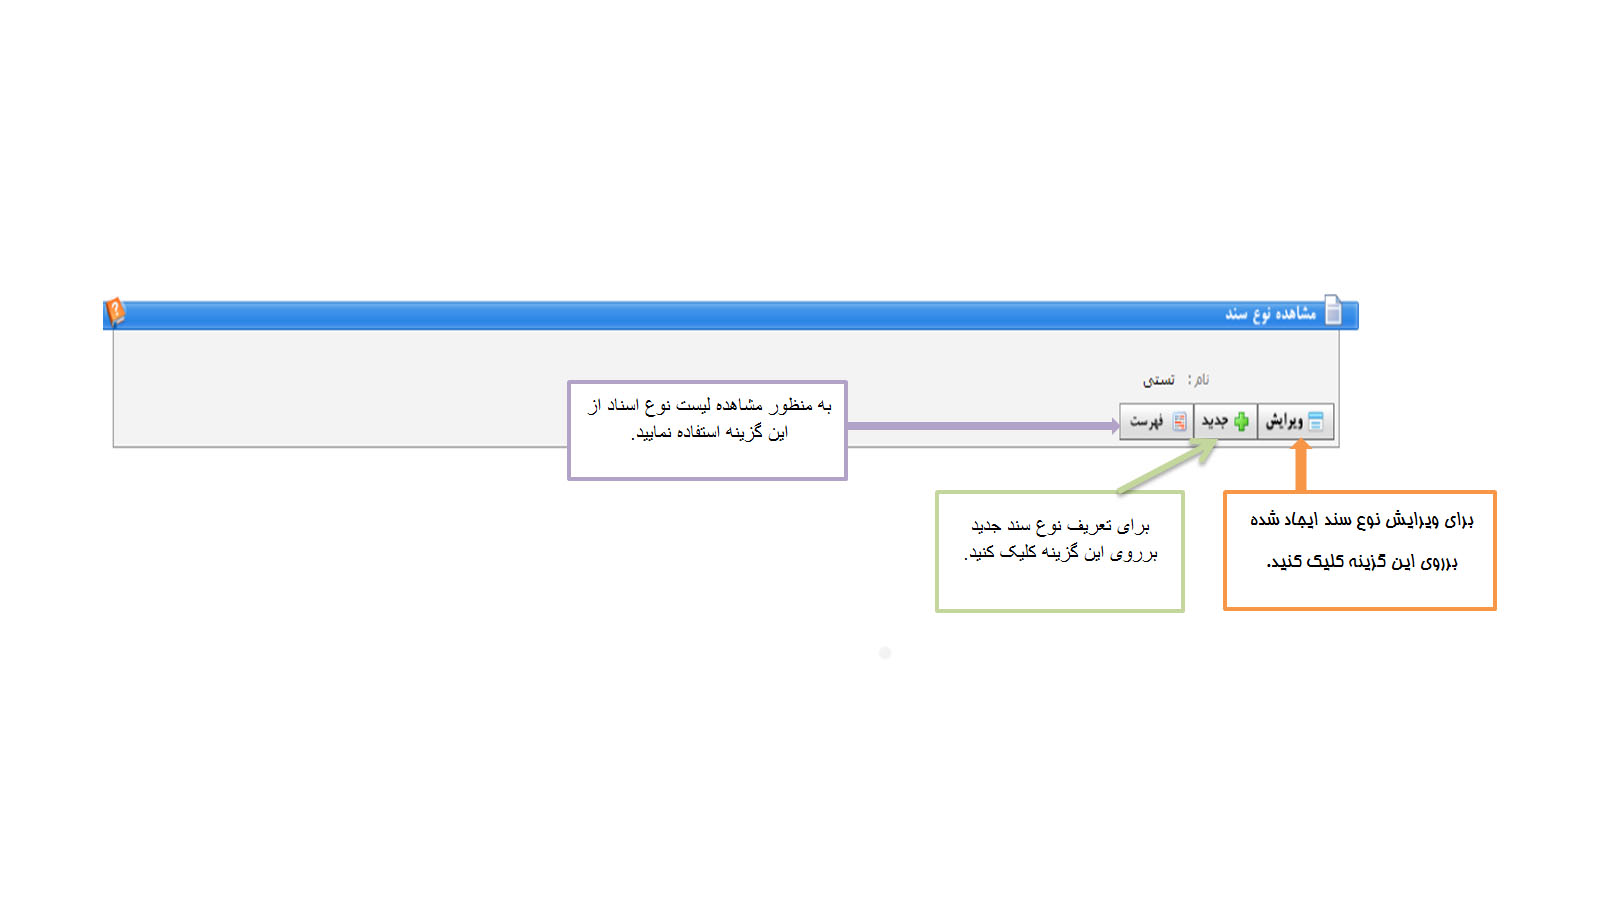 مشاهده نوع سند
نام : تستی
ویرایش
جدید
فهرست
به منظور مشاهده لیست نوع اسناد از
این گزینه استفاده نمایید.
برای تعریف نوع سند جدید
برروی این گزینه کلیک کنید.
برای ویرایش نوع سند ایجاد شده
برروی این گزینه کلیک کنید.